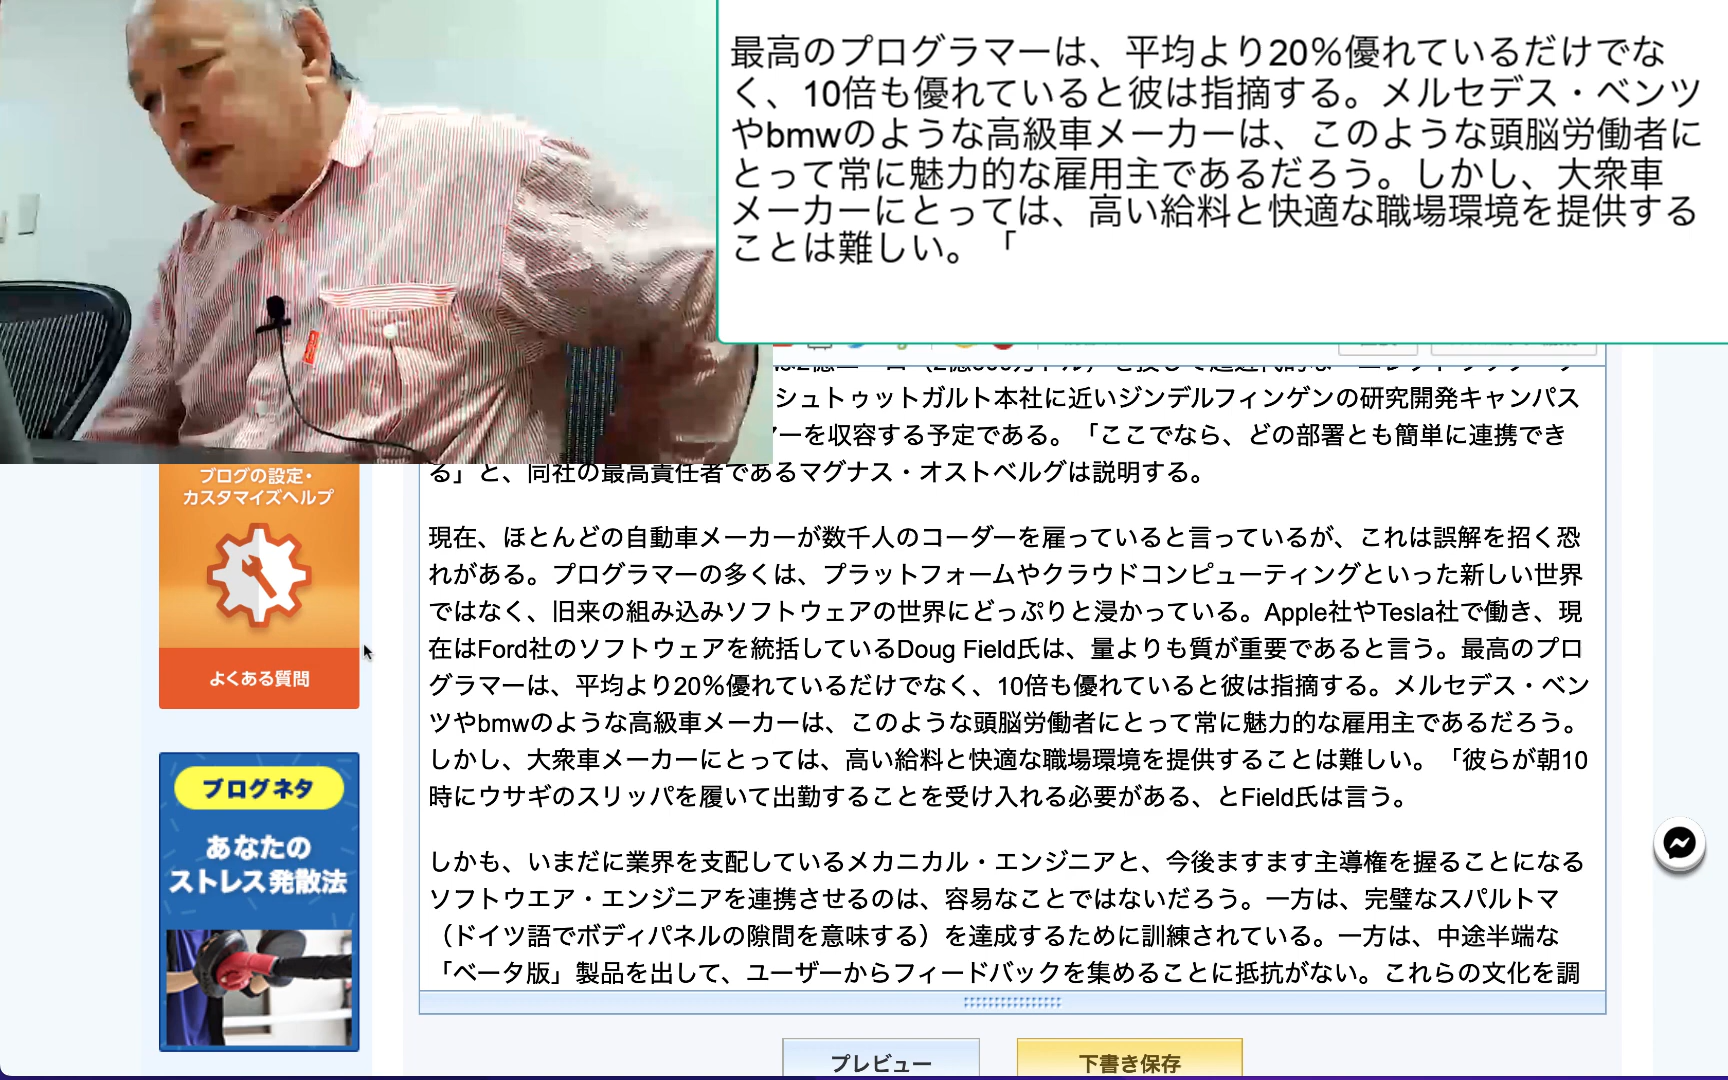 最高のプログラマーは、平均より20%優れているだけでな
く、10倍も優れていると彼は指摘する。メルセデス・ベンツ
やbmwのような高級車メーカーは、このような頭脳労働者に
とって常に魅力的な雇用主であるだろう。しかし、大衆車
メーカーにとっては、高い給料と快適な職場環境を提供する
ことは難しい。「
シュトゥットガルト本社に近いジンデルフィンゲンの研究開発キャンパス
ーを収容する予定である。「ここでなら、どの部署とも簡単に連携でき
る」と、同社の最高責任者であるマグナス・オストベルグは説明する。
現在、ほとんどの自動車メーカーが数千人のコーダーを雇っていると言っているが、これは誤解を招く恐
れがある。プログラマーの多くは、プラットフォームやクラウドコンピューティングといった新しい世界
ではなく、旧来の組み込みソフトウェアの世界にどっぷりと浸かっている。Apple社やTesla社で働き、現
在はFord社のソフトウェアを統括しているDoug Field氏は、量よりも質が重要であると言う。最高のプロ
グラマーは、平均より20%優れているだけでなく、10倍も優れていると彼は指摘する。メルセデス・ベン
ツやbmwのような高級車メーカーは、このような頭脳労働者にとって常に魅力的な雇用主であるだろう。
しかし、大衆車メーカーにとっては、高い給料と快適な職場環境を提供することは難しい。「彼らが朝10
時にウサギのスリッパを履いて出勤することを受け入れる必要がある、とField氏は言う。
しかも、いまだに業界を支配しているメカニカル・エンジニアと、今後ますます主導権を握ることになる
ソフトウエア・エンジニアを連携させるのは、容易なことではないだろう。一方は、完璧なスパルトマ
（ドイツ語でボディパネルの隙間を意味する）を達成するために訓練されている。一方は、中途半端な
「ベータ版」製品を出して、ユーザーからフィードバックを集めることに抵抗がない。これらの文化を調
ブログの設定・
カスタマイズヘルプ
よくある質問
ブログネタ
あなたの
ストレス発散法
プレビュー
下書き保存